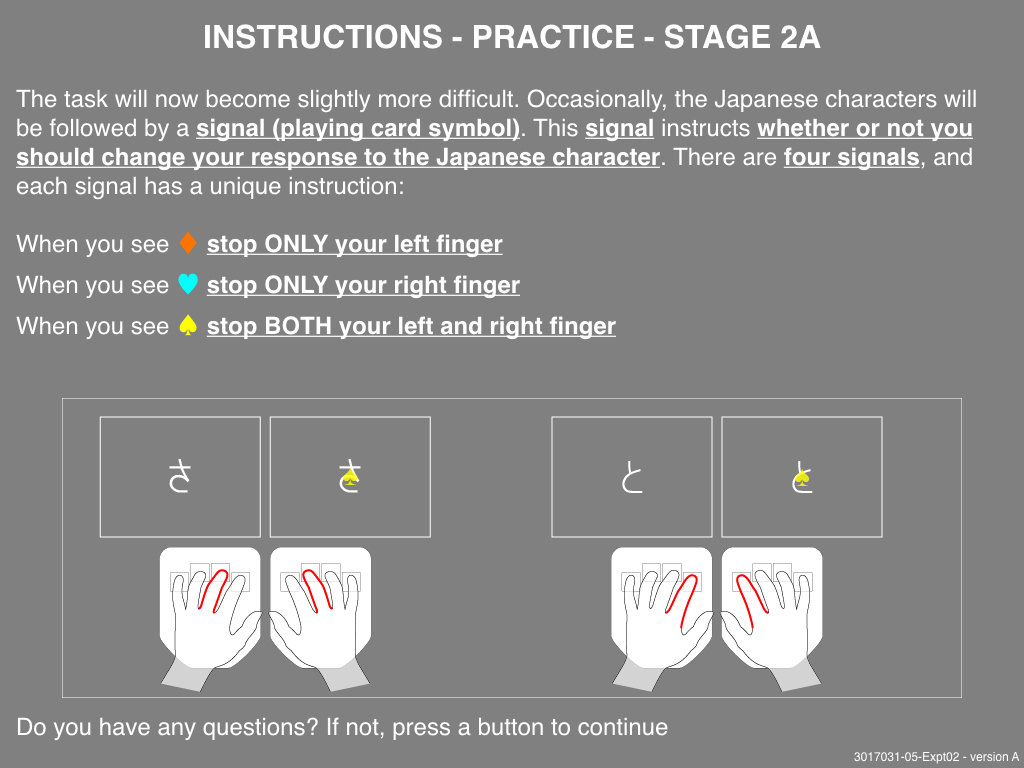 INSTRUCTIONS - PRACTICE - STAGE 2A
The task will now become slightly more difficult. Occasionally, the Japanese characters will
be followed by a signal (playing card symbol). This signal instructs whether or not you
should change your response to the Japanese character. There are four signals, and
each signal has a unique instruction:
When you see ♦ stop ONLY your left finger
When you see ♥ stop ONLY your right finger
When you see ♠ stop BOTH your left and right finger
さ さ と と
Do you have any questions? If not, press a button to continue
3017031-05-Expt02 - version A